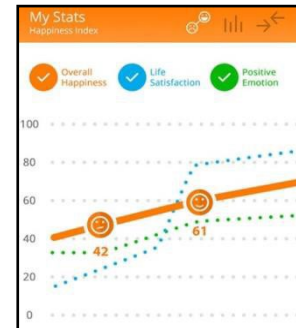 My Stats
Happiness Index
Overall
Happiness
Life
Satisfaction
Positive
Emotion
100
80
60
40
20
0
42
61